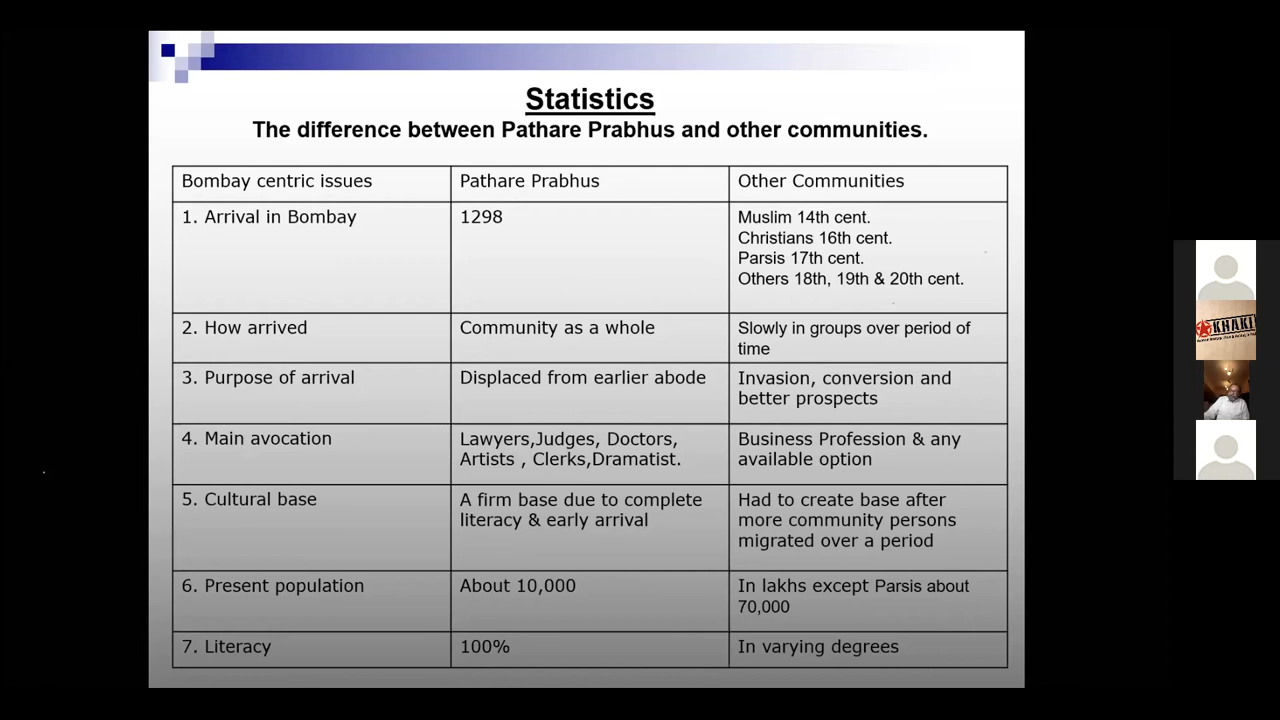 Statistics
The difference between Pathare Prabhus and other communities.
Bombay centric issues
Pathare Prabhus
Other Communities
1. Arrival in Bombay
1298
Muslim 14th cent.
Christians 16th cent.
Parsis 17th cent.
Others 18th, 19th & 20th cent.
2. How arrived
Community as a whole
Slowly in groups over period of
time
3. Purpose of arrival
Displaced from earlier abode
Invasion, conversion and
better prospects
4. Main avocation
Lawyers,Judges, Doctors,
Artists , Clerks,Dramatist.
Business Profession & any
available option
5. Cultural base
A firm base due to complete
literacy & early arrival
Had to create base after
more community persons
migrated over a period
6. Present population
About 10,000
In lakhs except Parsis about
70,000
7. Literacy
100%
In varying degrees
KHAKI